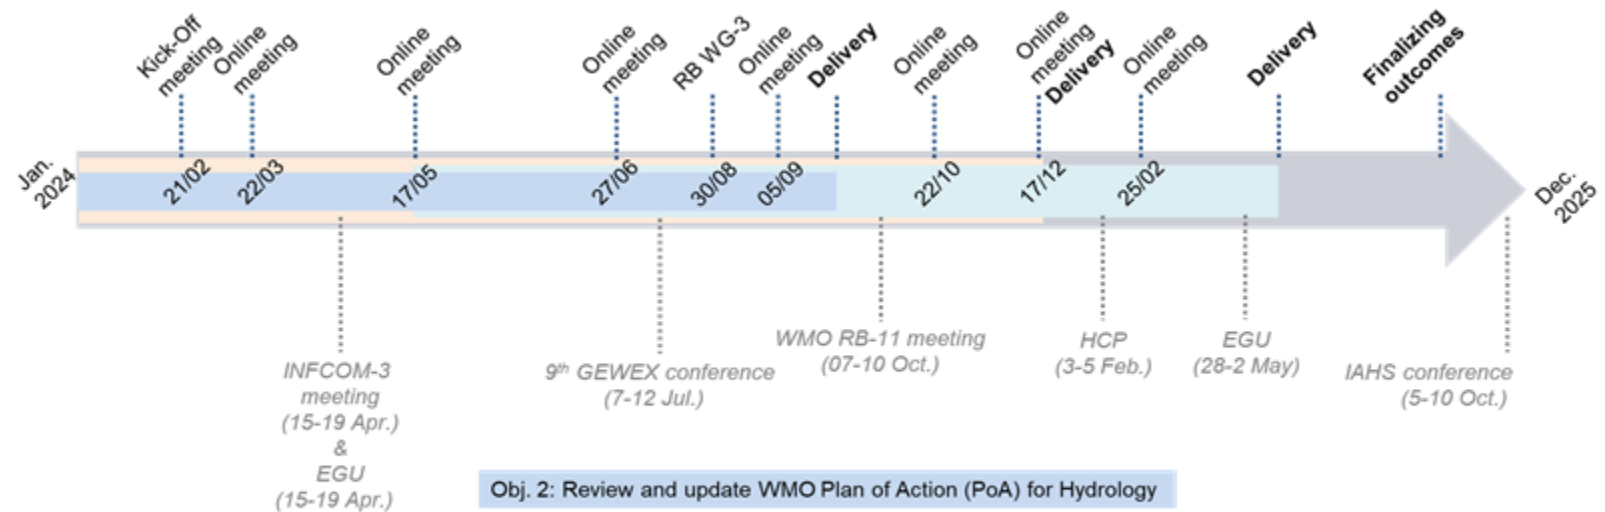 Kick-Off
meeting
Online
meeting
Online
meeting
Online
meeting
RB WG-3
Online
meeting
Delivery
Online
meeting
Online
meeting
Delivery
Online
meeting
Delivery
Finalizing
outcomes
Jan.
2024
21/02
22/03
17/05
27/06
30/08
05/09
22/10
17/12
25/02
Dec.
2025
INFCOM-3
meeting
(15-19 Apr.)
&
EGU
(15-19 Apr.)
9th GEWEX conference
(7-12 Jul.)
WMO RB-11 meeting
(07-10 Oct.)
HCP
(3-5 Feb.)
EGU
(28-2 May)
IAHS conference
(5-10 Oct.)
Obj. 2: Review and update WMO Plan of Action (PoA) for Hydrology